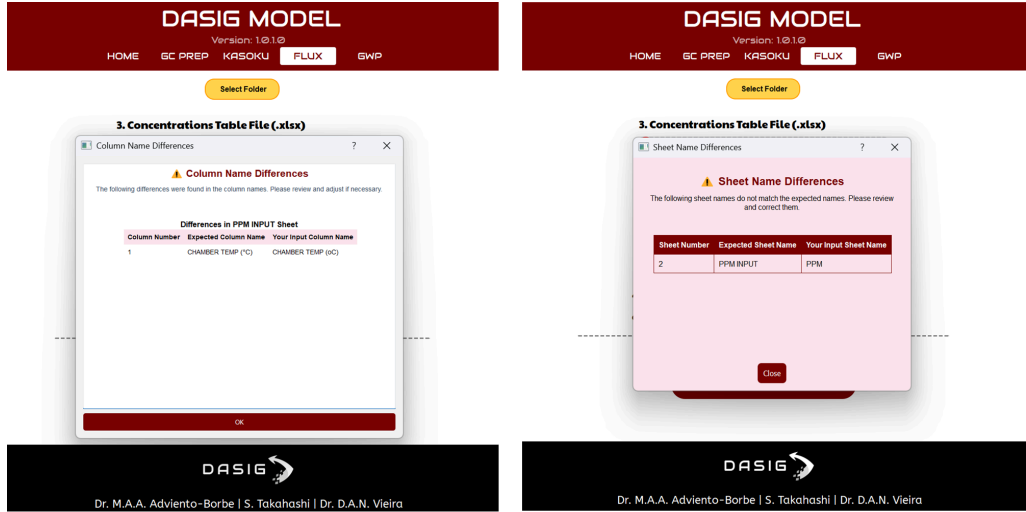 DASIG MODEL
Version: 1.0.1.0
HOME GC PREP KASOKU FLUX GWP
Select Folder
3. Concentrations Table File (.xlsx)
Column Name Differences ? X
⚠ Column Name Differences
The following differences were found in the column names. Please review and adjust if necessary.
Differences in PPM INPUT Sheet
Column Number Expected Column Name Your Input Column Name
1 CHAMBER TEMP (°C) CHAMBER TEMP (oC)
OK
DASIG
Dr. M.A.A. Adviento-Borbe | S. Takahashi | Dr. D.A.N. Vieira
DASIG MODEL
Version: 1.0.1.0
HOME GC PREP KASOKU FLUX GWP
Select Folder
3. Concentrations Table File (.xlsx)
Sheet Name Differences ? X
⚠ Sheet Name Differences
The following sheet names do not match the expected names. Please review
and correct them.
Sheet Number Expected Sheet Name Your Input Sheet Name
2 PPM INPUT PPM
Close
DASIG
Dr. M.A.A. Adviento-Borbe | S. Takahashi | Dr. D.A.N. Vieira